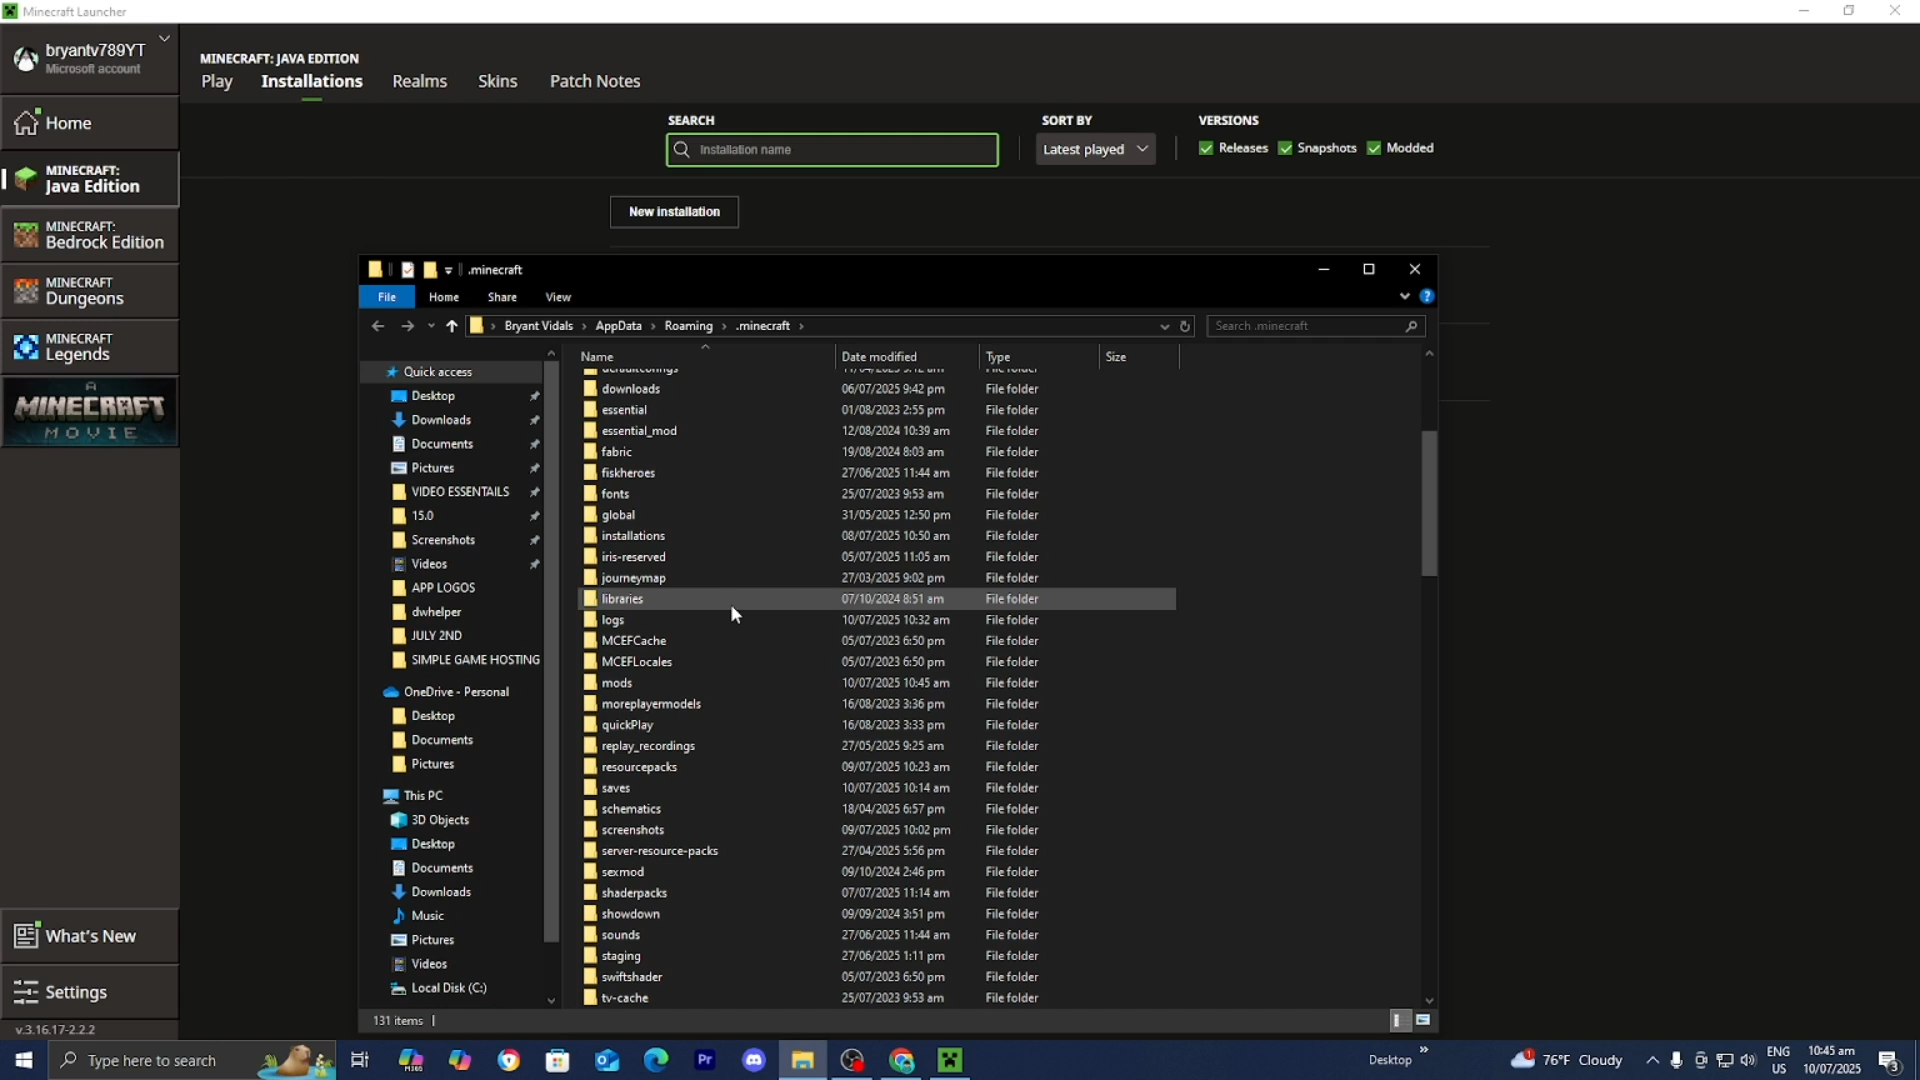 Minecraft Launcher
bryantv789YT
Microsoft account
Home
MINECRAFT:
Java Edition
MINECRAFT:
Bedrock Edition
MINECRAFT
Dungeons
MINECRAFT
Legends
A
MINECRAFT
MOVIE
What's New
Settings
v.3.16.17-2.2.2
MINECRAFT: JAVA EDITION
Play Installations Realms Skins Patch Notes
SEARCH SORT BY VERSIONS
Installation name Latest played Releases Snapshots Modded
New installation
.minecraft
File Home Share View
Bryant Vidals › AppData › Roaming › .minecraft ›
Search .minecraft
Quick access
Desktop
Downloads
Documents
Pictures
VIDEO ESSENTAILS
15.0
Screenshots
Videos
APP LOGOS
dwhelper
JULY 2ND
SIMPLE GAME HOSTING
OneDrive - Personal
Desktop
Documents
Pictures
This PC
3D Objects
Desktop
Documents
Downloads
Music
Pictures
Videos
Local Disk (C:)
Name Date modified Type Size
downloads 06/07/2025 9:42 pm File folder
essential 01/08/2023 2:55 pm File folder
essential_mod 12/08/2024 10:39 am File folder
fabric 19/08/2024 8:03 am File folder
fiskheroes 27/06/2025 11:44 am File folder
fonts 25/07/2023 9:53 am File folder
global 31/05/2025 12:50 pm File folder
installations 08/07/2025 10:50 am File folder
iris-reserved 05/07/2025 11:05 am File folder
journeymap 27/03/2025 9:02 pm File folder
libraries 07/10/2024 8:51 am File folder
logs 10/07/2025 10:32 am File folder
MCEFCache 05/07/2023 6:50 pm File folder
MCEFLocales 05/07/2023 6:50 pm File folder
mods 10/07/2025 10:45 am File folder
moreplayermodels 16/08/2023 3:36 pm File folder
quickPlay 16/08/2023 3:33 pm File folder
replay_recordings 27/05/2025 9:25 am File folder
resourcepacks 09/07/2025 10:23 am File folder
saves 10/07/2025 10:14 am File folder
schematics 18/04/2025 6:57 pm File folder
screenshots 09/07/2025 10:02 pm File folder
server-resource-packs 27/04/2025 5:56 pm File folder
sexmod 09/10/2024 2:46 pm File folder
shaderpacks 07/07/2025 11:14 am File folder
showdown 09/09/2024 3:51 pm File folder
sounds 27/06/2025 11:44 am File folder
staging 27/06/2025 1:11 pm File folder
swiftshader 05/07/2023 6:50 pm File folder
tv-cache 25/07/2023 9:53 am File folder
131 items
Type here to search
Desktop
76°F Cloudy
ENG
US
10:45 am
10/07/2025
3